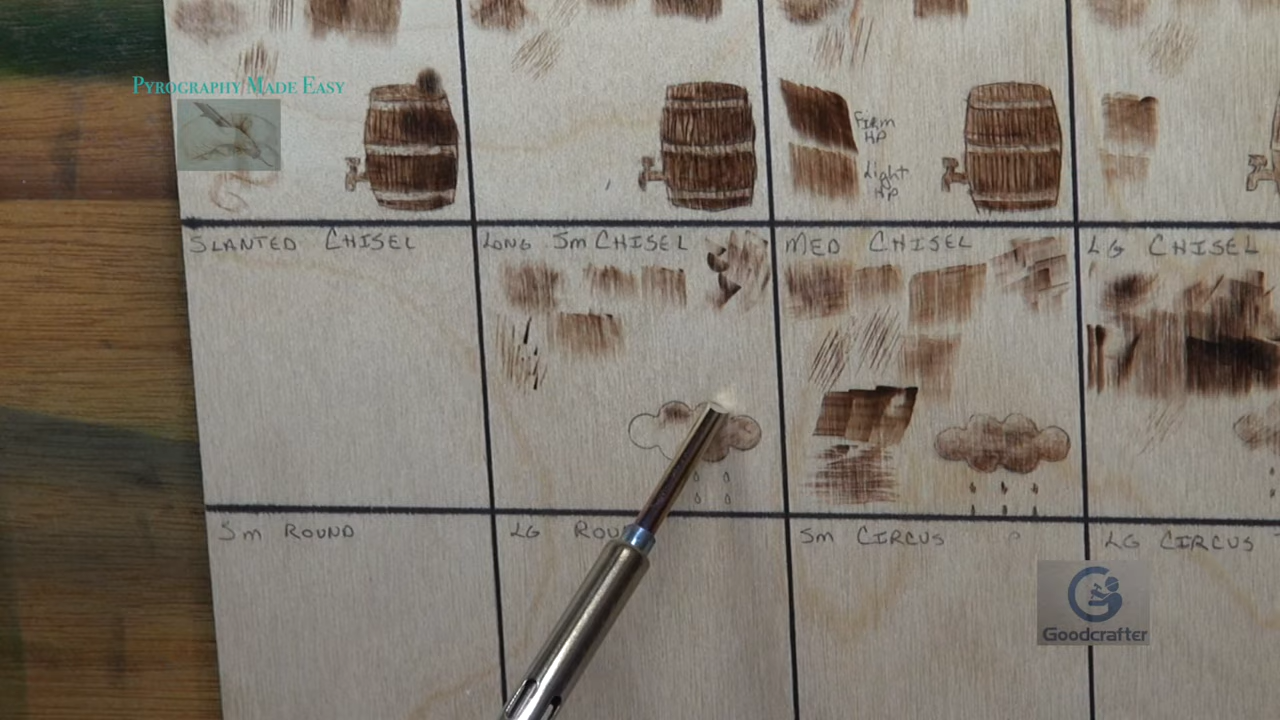 PYROGRAPHY MADE EASY
FIRM
HP
Light
HP
SLANTED CHISEL
LONG Sm CHISEL
MED CHISEL
LG CHISEL
Sm ROUND
LG ROU
Sm CIRCUS
LG CIRCUS
Goodcrafter